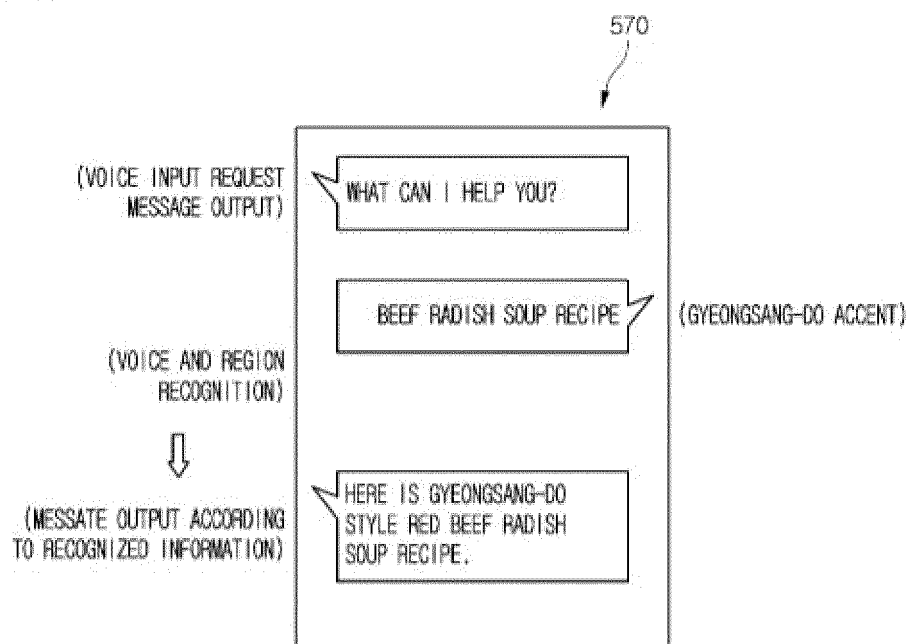 570
(VOICE INPUT REQUEST
MESSAGE OUTPUT)
WHAT CAN I HELP YOU?
BEEF RADISH SOUP RECIPE
(GYEONGSANG-DO ACCENT)
(VOICE AND REGION
RECOGNITION)
(MESSATE OUTPUT ACCORDING
TO RECOGNIZED INFORMATION)
HERE IS GYEONGSANG-DO
STYLE RED BEEF RADISH
SOUP RECIPE.